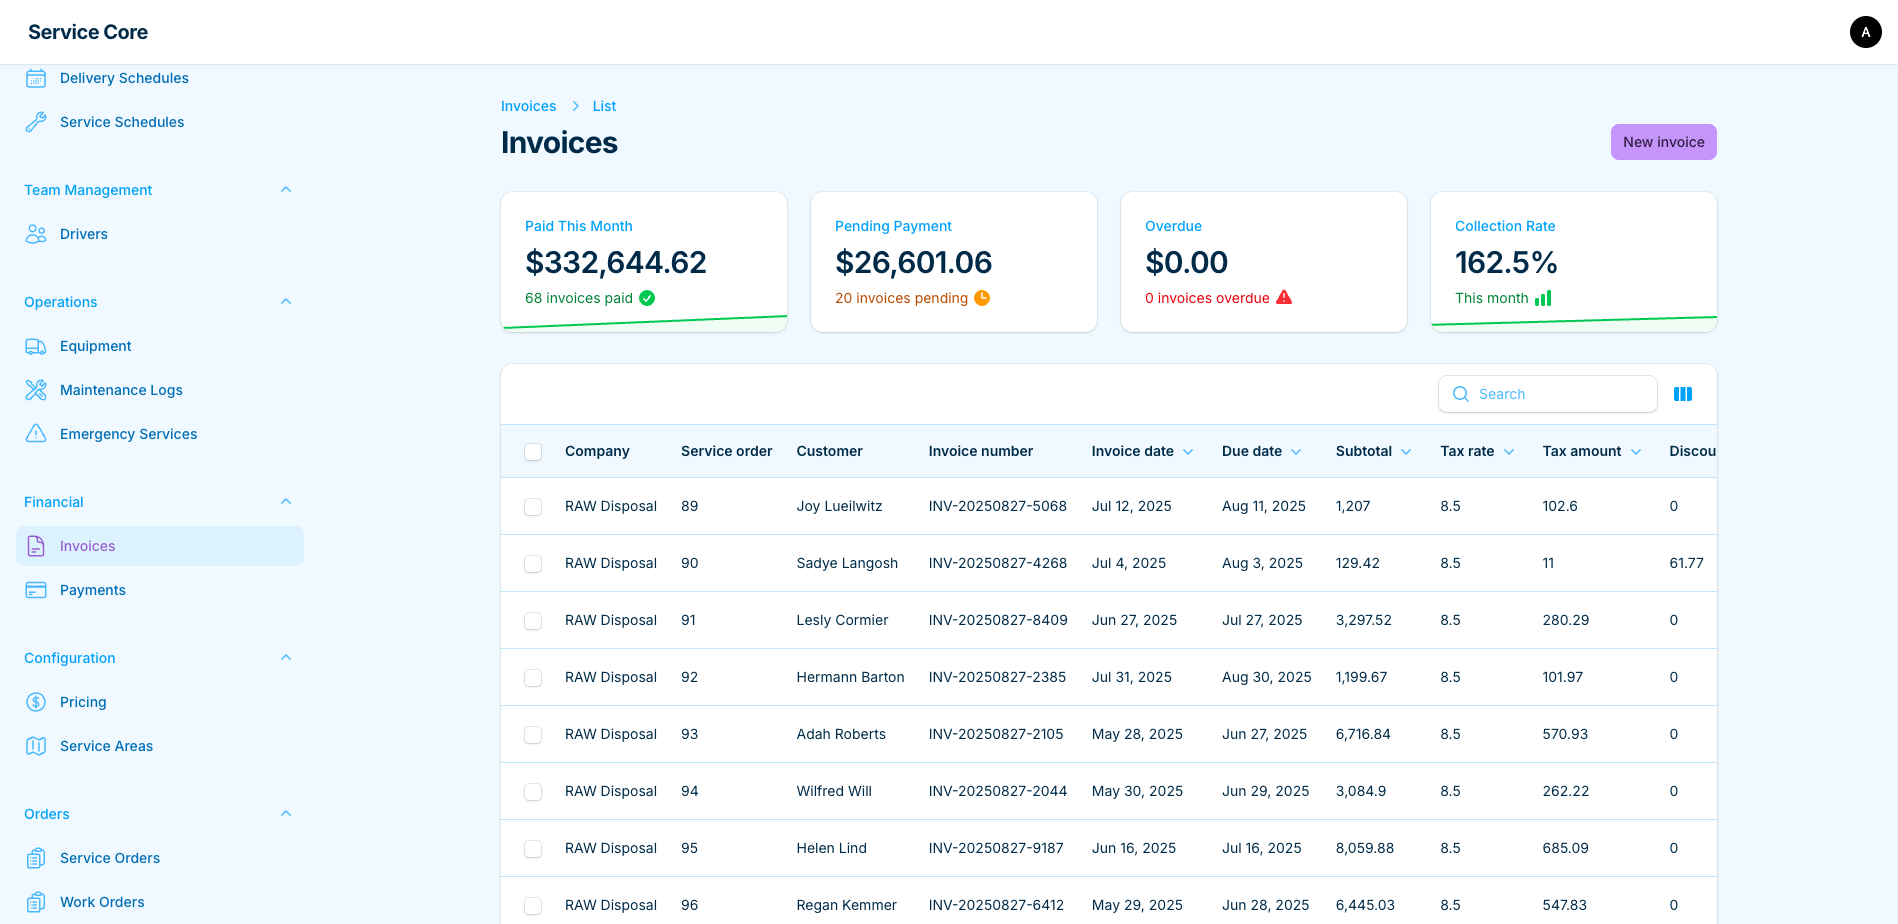 Service Core
A
Delivery Schedules
Service Schedules
Team Management
Drivers
Operations
Equipment
Maintenance Logs
Emergency Services
Financial
Invoices
Payments
Configuration
Pricing
Service Areas
Orders
Service Orders
Work Orders
Invoices > List
Invoices
New invoice
Paid This Month
$332,644.62
68 invoices paid
Pending Payment
$26,601.06
20 invoices pending
Overdue
$0.00
0 invoices overdue
Collection Rate
162.5%
This month
Search
Company Service order Customer Invoice number Invoice date Due date Subtotal Tax rate Tax amount Discou
RAW Disposal 89 Joy Lueilwitz INV-20250827-5068 Jul 12, 2025 Aug 11, 2025 1,207 8.5 102.6 0
RAW Disposal 90 Sadye Langosh INV-20250827-4268 Jul 4, 2025 Aug 3, 2025 129.42 8.5 11 61.77
RAW Disposal 91 Lesly Cormier INV-20250827-8409 Jun 27, 2025 Jul 27, 2025 3,297.52 8.5 280.29 0
RAW Disposal 92 Hermann Barton INV-20250827-2385 Jul 31, 2025 Aug 30, 2025 1,199.67 8.5 101.97 0
RAW Disposal 93 Adah Roberts INV-20250827-2105 May 28, 2025 Jun 27, 2025 6,716.84 8.5 570.93 0
RAW Disposal 94 Wilfred Will INV-20250827-2044 May 30, 2025 Jun 29, 2025 3,084.9 8.5 262.22 0
RAW Disposal 95 Helen Lind INV-20250827-9187 Jun 16, 2025 Jul 16, 2025 8,059.88 8.5 685.09 0
RAW Disposal 96 Regan Kemmer INV-20250827-6412 May 29, 2025 Jun 28, 2025 6,445.03 8.5 547.83 0